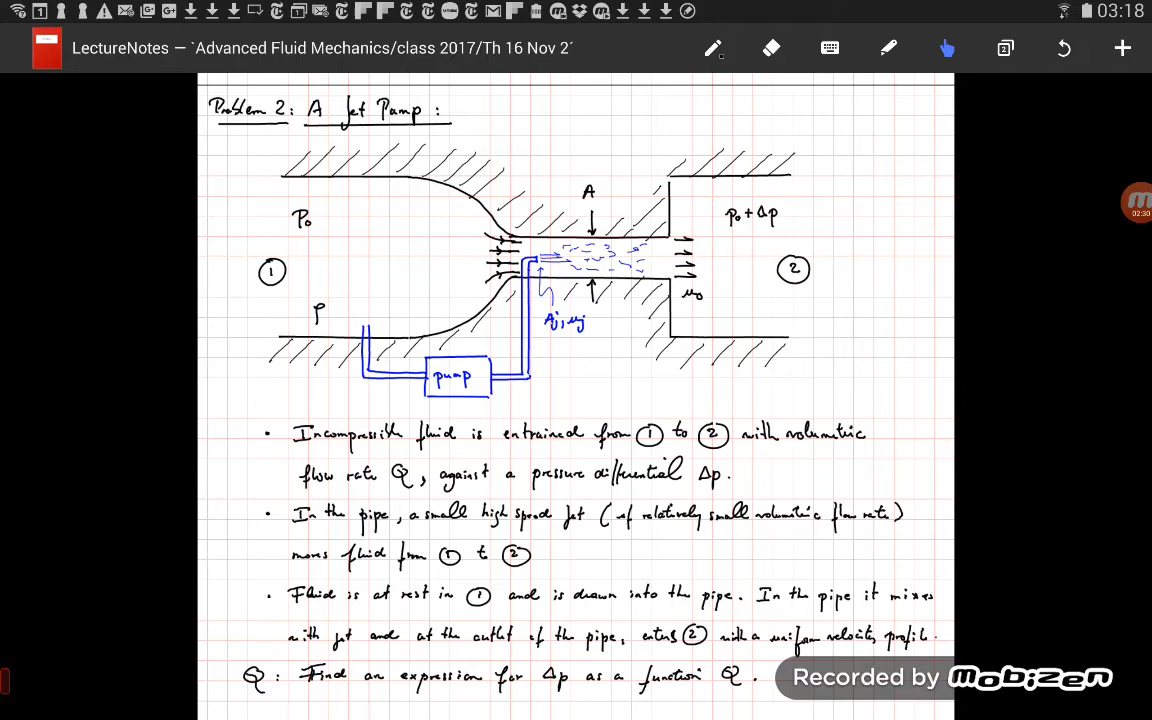 03:18
LectureNotes — `Advanced Fluid Mechanics/class 2017/Th 16 Nov 2
02:30
Problem 2: A Jet Pump:
A
P₀
p₀ + Δp
1
2
u₀
ρ
Aj, uj
pump
• Incompressible fluid is entrained from ① to ② with volumetric
flow rate Q, against a pressure differential Δp.
• In the pipe, a small high speed jet (of relatively small volumetric flow rate)
moves fluid from ① to ②
• Fluid is at rest in ① and is drawn into the pipe. In the pipe it mixes
with jet and at the outlet of the pipe, enters ② with a uniform velocity profile.
Q: Find an expression for Δp as a function Q.
Recorded by mobizen